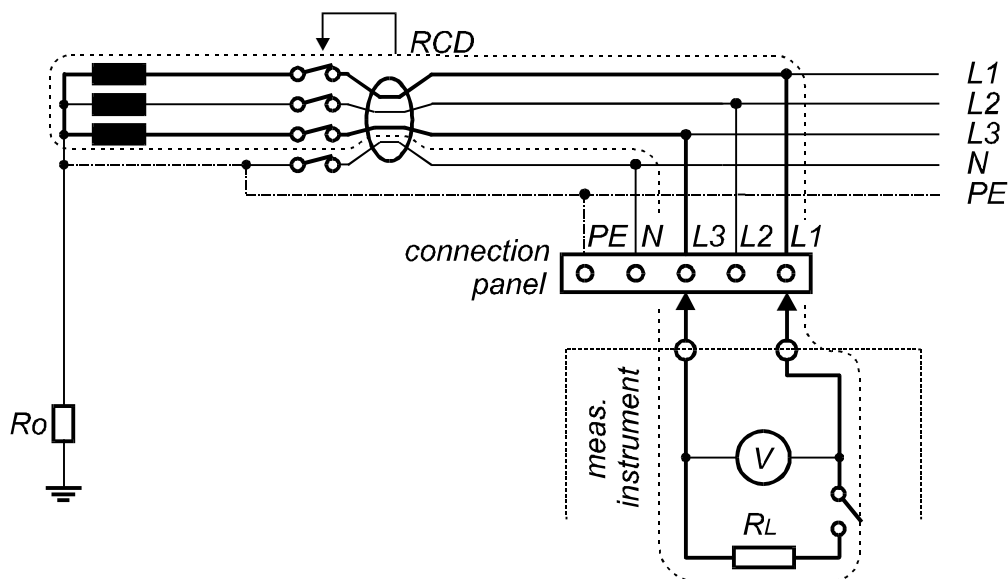 RCD
L1
L2
L3
N
PE
PE N L3 L2 L1
connection
panel
Ro
meas.
instrument
V
RL